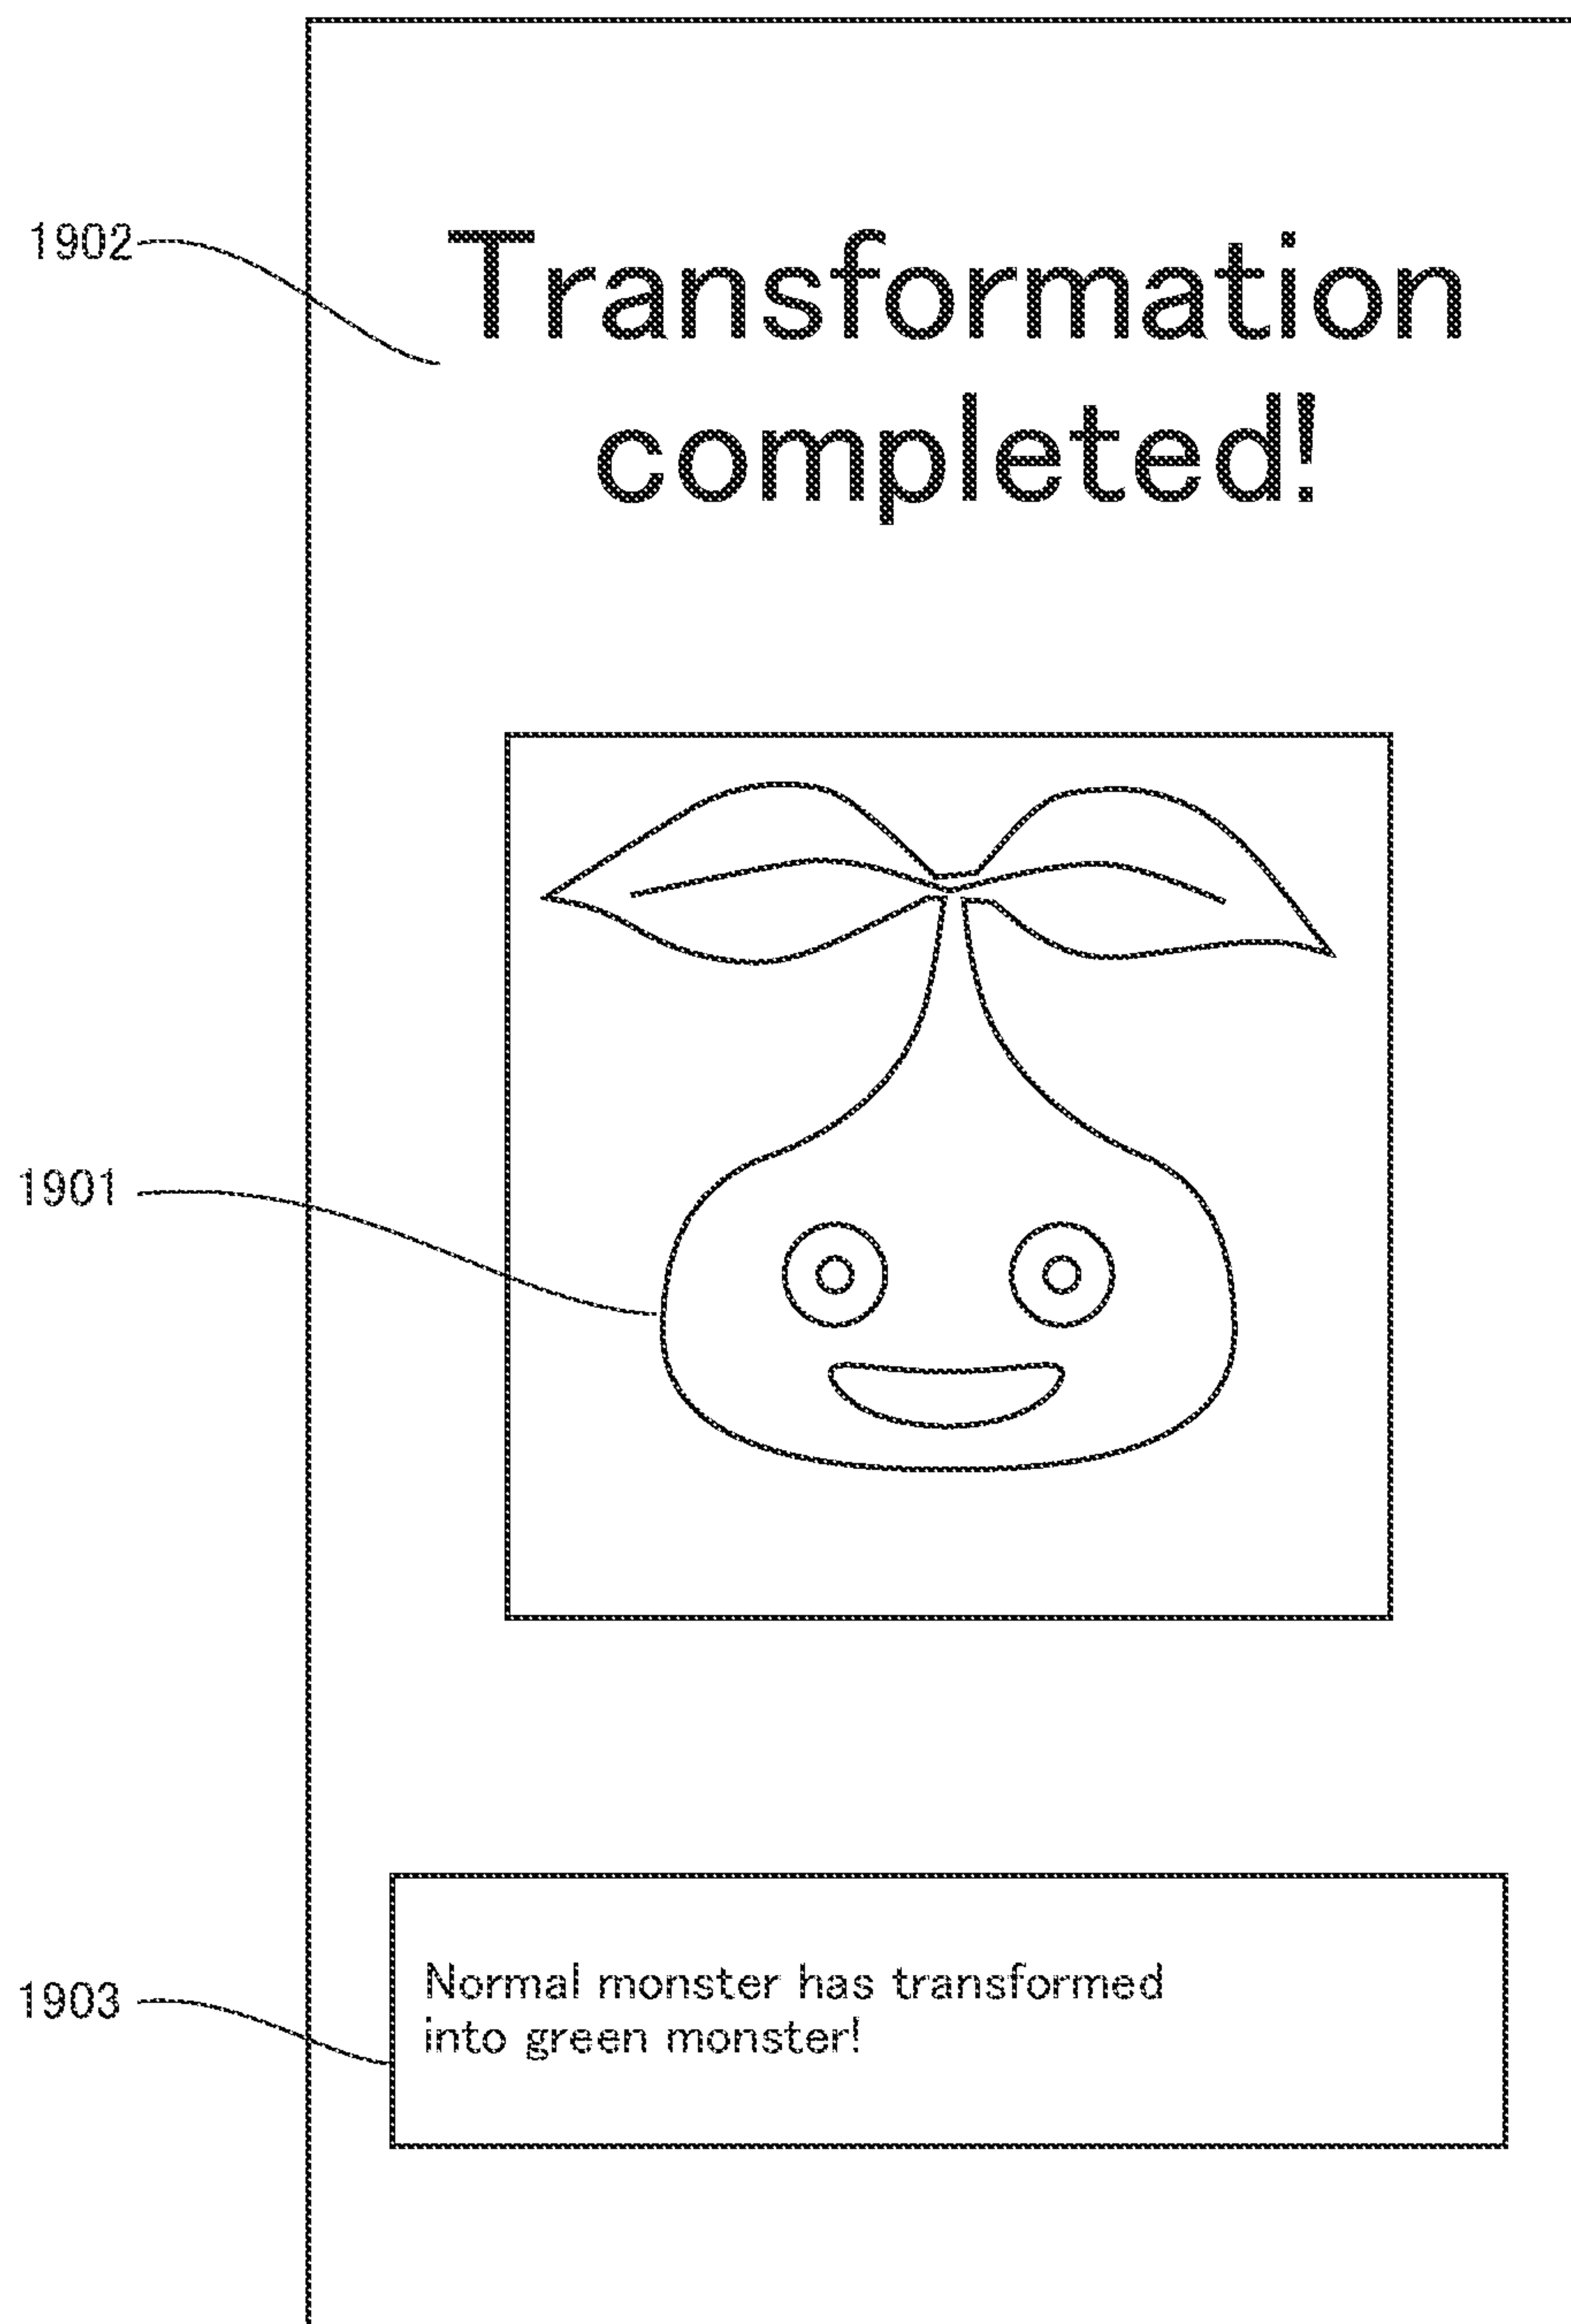 1902
Transformation
completed!
1901
1903
Normal monster has transformed
into green monster!